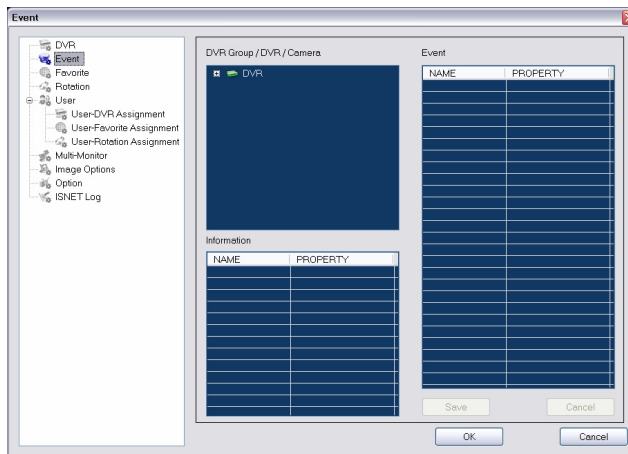 Event
DVR
Event
Favorite
Rotation
User
User-DVR Assignment
User-Favorite Assignment
User-Rotation Assignment
Multi-Monitor
Image Options
Option
ISNET Log
DVR Group / DVR / Camera
DVR
Information
NAME PROPERTY
Event
NAME PROPERTY
Save Cancel
OK Cancel